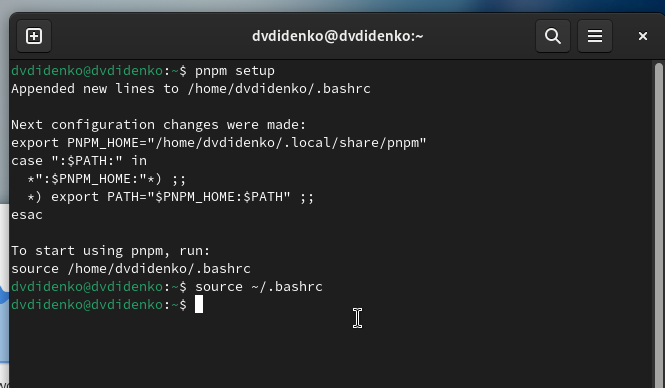 dvdidenko@dvdidenko:~
dvdidenko@dvdidenko:~$ pnpm setup
Appended new lines to /home/dvdidenko/.bashrc
Next configuration changes were made:
export PNPM_HOME="/home/dvdidenko/.local/share/pnpm"
case ":$PATH:" in
  *":$PNPM_HOME:"*) ;;
  *) export PATH="$PNPM_HOME:$PATH" ;;
esac
To start using pnpm, run:
source /home/dvdidenko/.bashrc
dvdidenko@dvdidenko:~$ source ~/.bashrc
dvdidenko@dvdidenko:~$